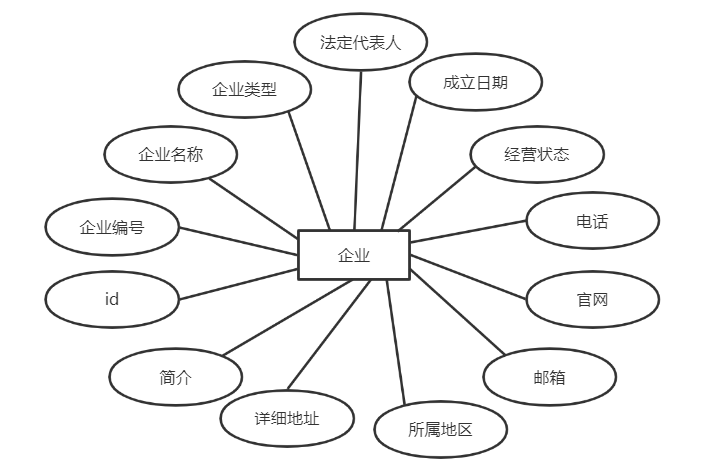 法定代表人
成立日期
企业类型
企业名称
经营状态
企业编号
电话
企业
id
官网
简介
邮箱
详细地址
所属地区